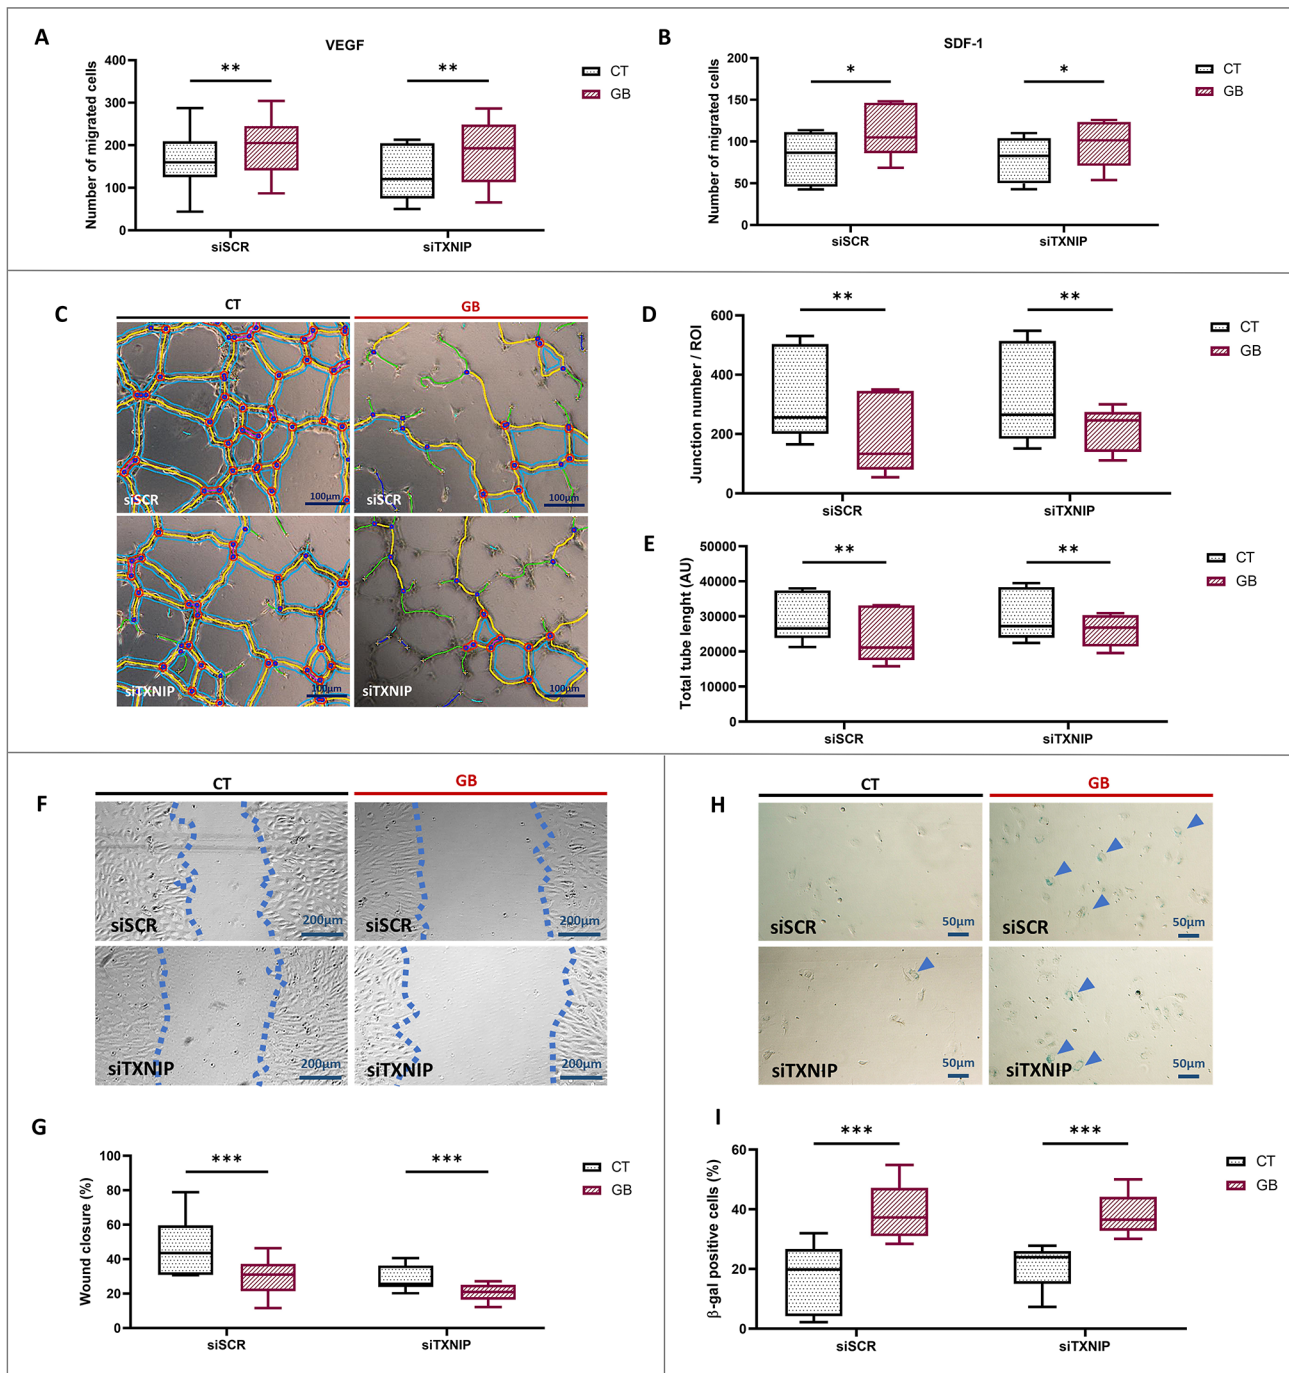 A
VEGF
Number of migrated cells
400
300
200
100
0
**
**
siSCR
siTXNIP
CT
GB
B
SDF-1
Number of migrated cells
200
150
100
50
0
*
*
siSCR
siTXNIP
CT
GB
C
CT
GB
siSCR
100µm
siSCR
100µm
siTXNIP
100µm
siTXNIP
100µm
D
Junction number / ROI
600
400
200
0
**
**
siSCR
siTXNIP
CT
GB
E
Total tube lenght (AU)
50000
40000
30000
20000
10000
0
**
**
siSCR
siTXNIP
CT
GB
F
CT
GB
siSCR
200µm
siSCR
200µm
siTXNIP
200µm
siTXNIP
200µm
G
Wound closure (%)
100
80
60
40
20
0
***
***
siSCR
siTXNIP
CT
GB
H
CT
GB
siSCR
50µm
siSCR
50µm
siTXNIP
50µm
siTXNIP
50µm
I
β-gal positive cells (%)
60
40
20
0
***
***
siSCR
siTXNIP
CT
GB